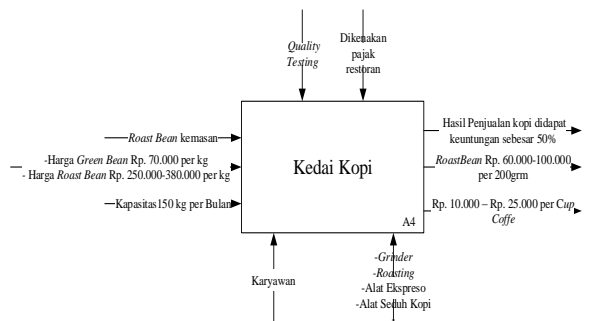 Quality
Testing
Dikenakan
pajak
restoran
Roast Bean kemasan
-Harga Green Bean Rp. 70.000 per kg
- Harga Roast Bean Rp. 250.000-380.000 per kg
Kapasitas150 kg per Bulan
Kedai Kopi
A4
Hasil Penjualan kopi didapat
keuntungan sebesar 50%
RoastBean Rp. 60.000-100.000
per 200grm
Rp. 10.000 – Rp. 25.000 per Cup
Coffe
Karyawan
-Grinder
-Roasting
-Alat Ekspreso
-Alat Seduh Kopi